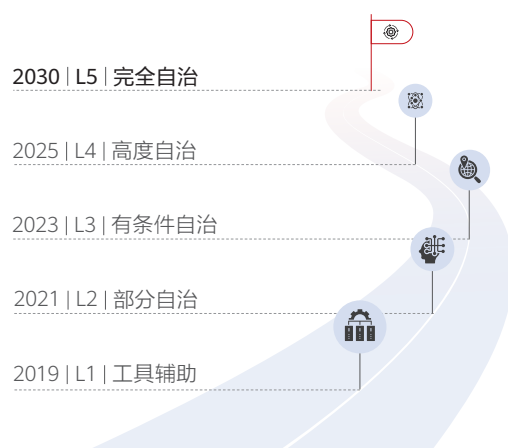 2030 | L5 | 完全自治
2025 | L4 | 高度自治
2023 | L3 | 有条件自治
2021 | L2 | 部分自治
2019 | L1 | 工具辅助